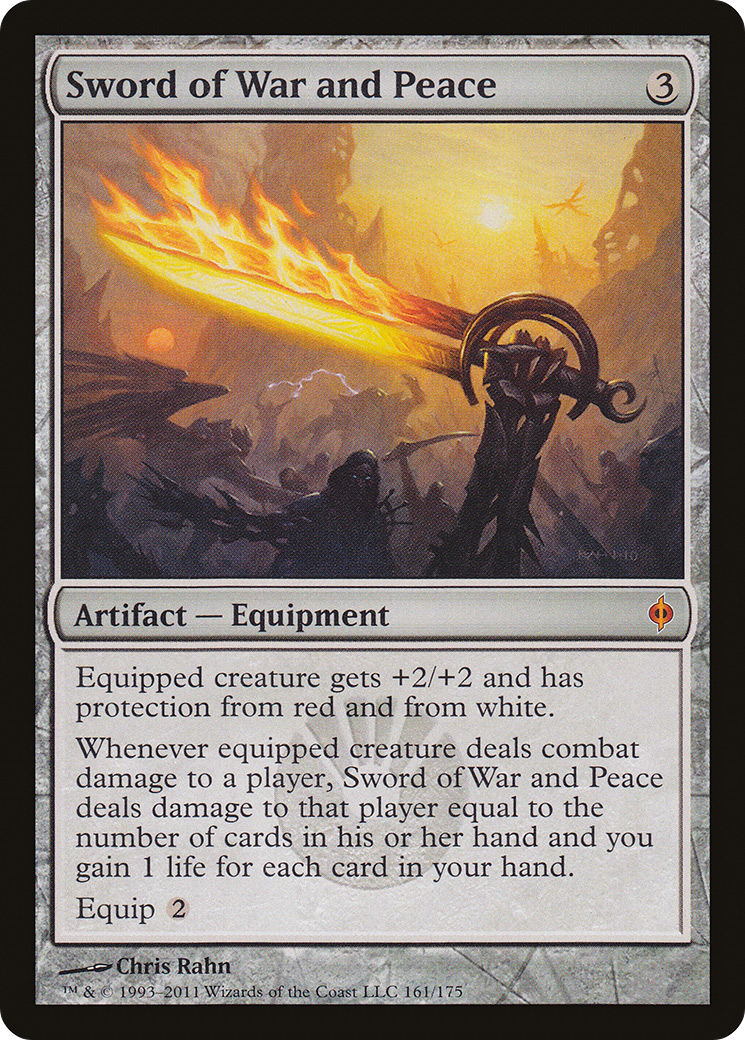 Sword of War and Peace 3
Artifact — Equipment
Equipped creature gets +2/+2 and has
protection from red and from white.
Whenever equipped creature deals combat
damage to a player, Sword of War and Peace
deals damage to that player equal to the
number of cards in his or her hand and you
gain 1 life for each card in your hand.
Equip 2
Chris Rahn
™ & © 1993–2011 Wizards of the Coast LLC 161/175